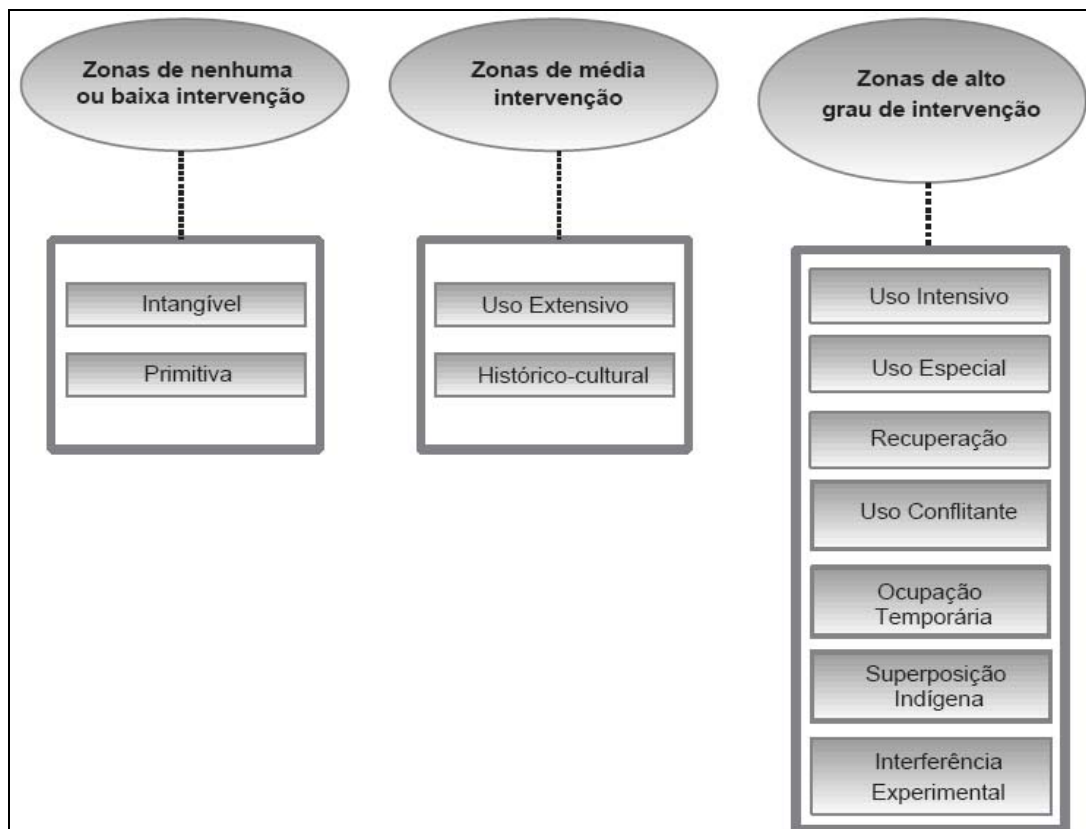 Zonas de nenhuma
ou baixa intervenção
Intangível
Primitiva
Zonas de média
intervenção
Uso Extensivo
Histórico-cultural
Zonas de alto
grau de intervenção
Uso Intensivo
Uso Especial
Recuperação
Uso Conflitante
Ocupação
Temporária
Superposição
Indígena
Interferência
Experimental